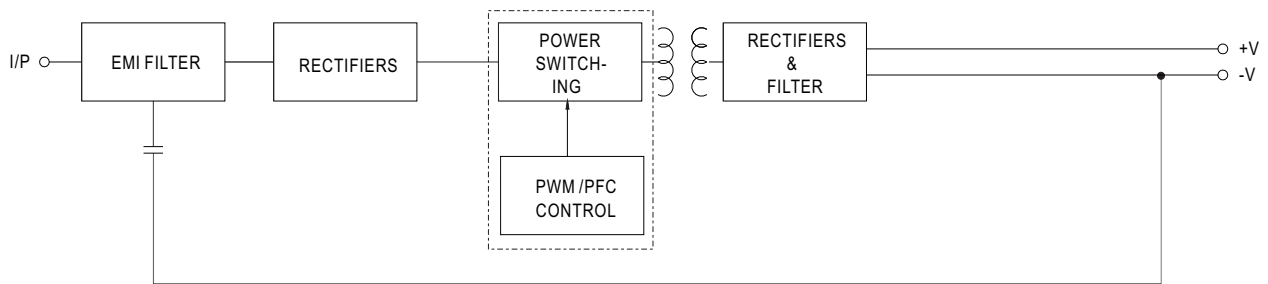 I/P
EMI FILTER
RECTIFIERS
POWER
SWITCH-
ING
PWM/PFC
CONTROL
RECTIFIERS
&
FILTER
+V
-V